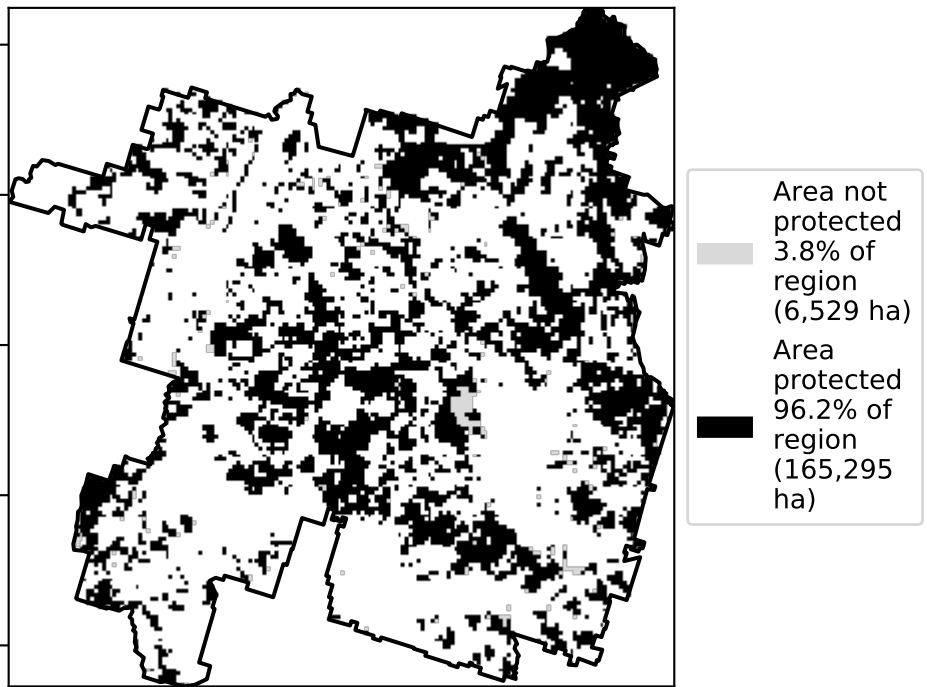 Area not
protected
3.8% of
region
(6,529 ha)
Area
protected
96.2% of
region
(165,295
ha)